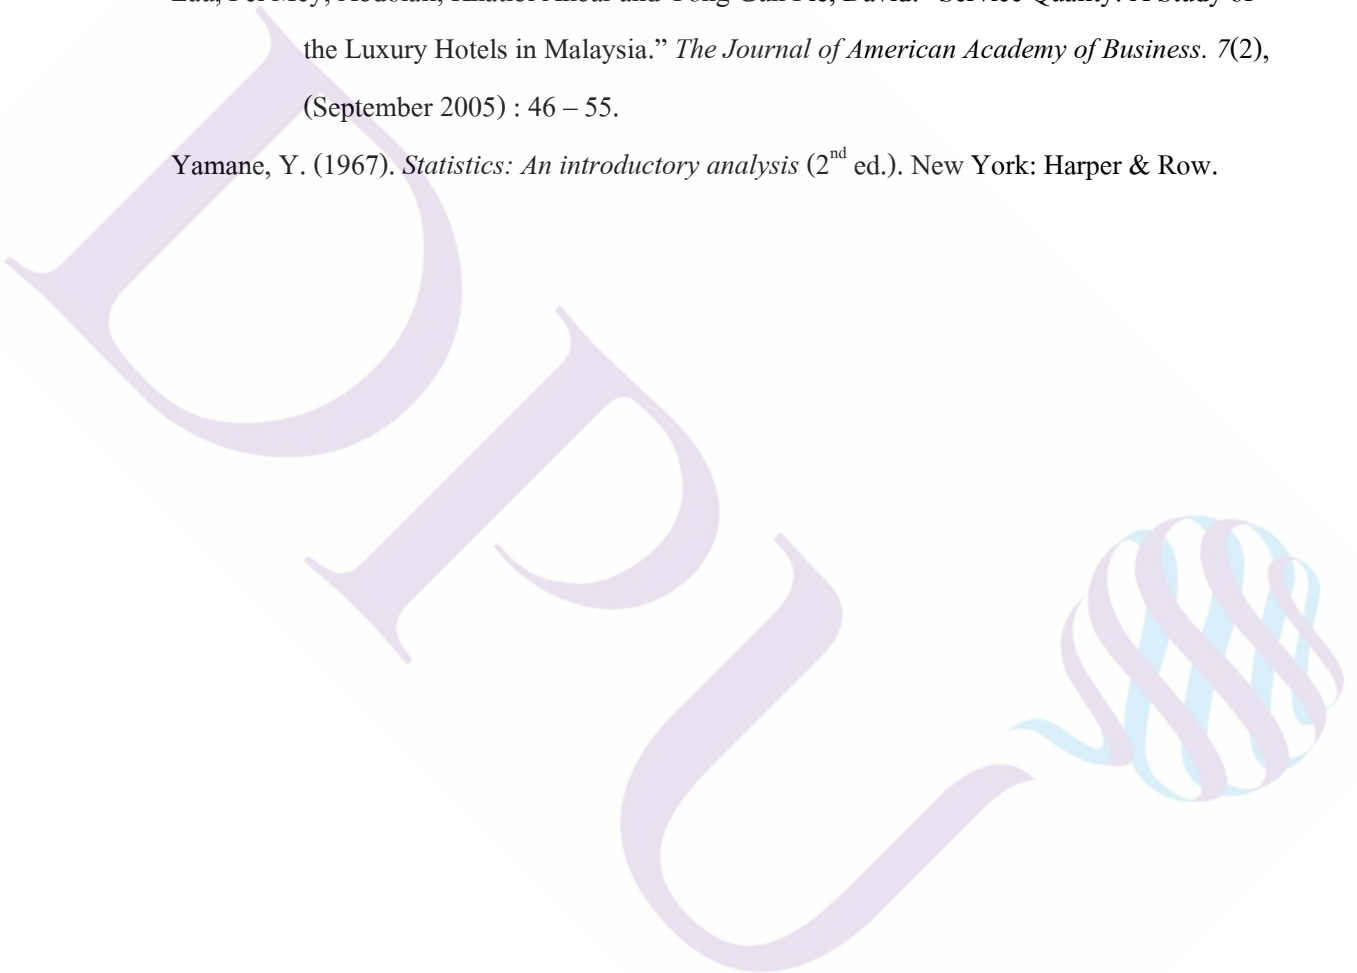 the Luxury Hotels in Malaysia.” The Journal of American Academy of Business. 7(2),
(September 2005) : 46 – 55.
Yamane, Y. (1967). Statistics: An introductory analysis (2nd ed.). New York: Harper & Row.
DPU